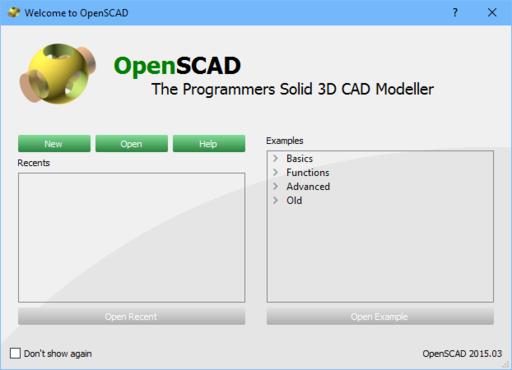 Welcome to OpenSCAD
OpenSCAD
The Programmers Solid 3D CAD Modeller
New
Open
Help
Recents
Open Recent
Examples
Basics
Functions
Advanced
Old
Open Example
Don't show again
OpenSCAD 2015.03